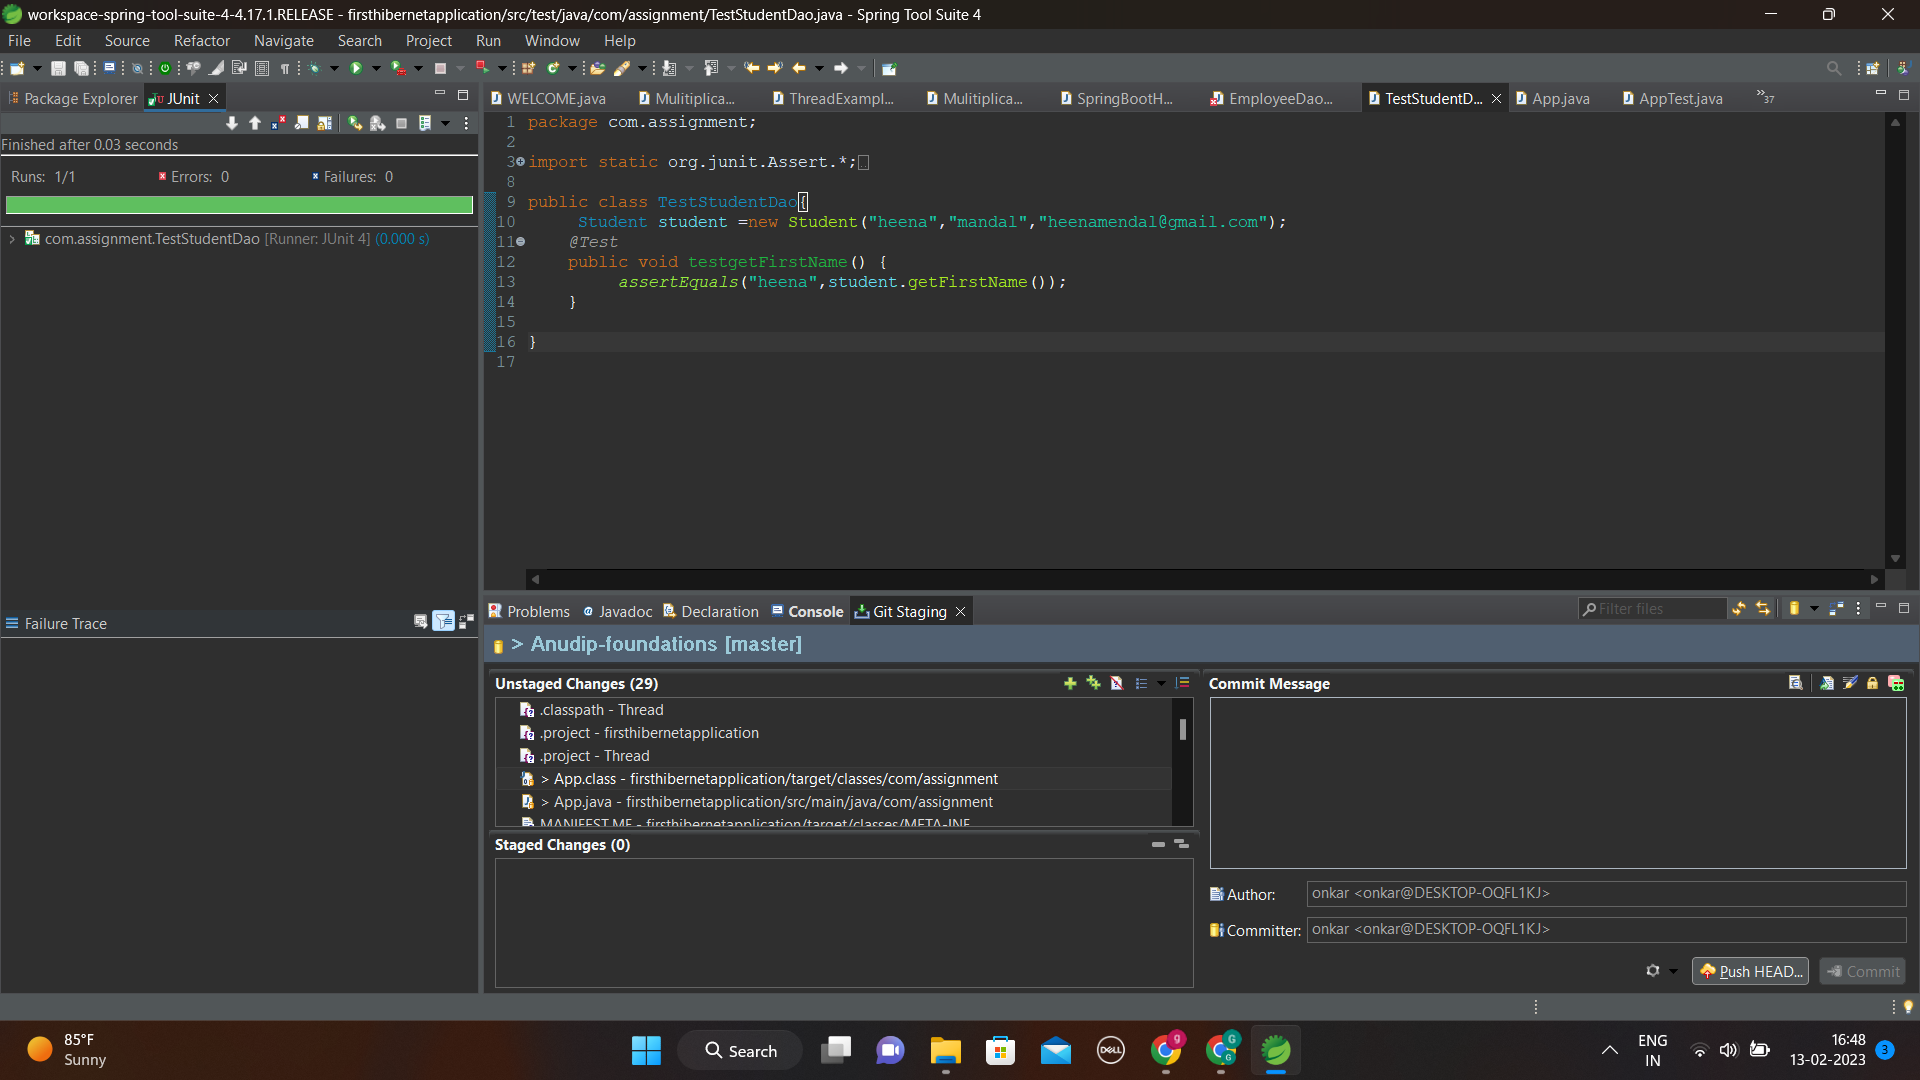 workspace-spring-tool-suite-4-4.17.1.RELEASE - firsthibernetapplication/src/test/java/com/assignment/TestStudentDao.java - Spring Tool Suite 4
File Edit Source Refactor Navigate Search Project Run Window Help
Package Explorer JUnit
Finished after 0.03 seconds
Runs: 1/1 Errors: 0 Failures: 0
com.assignment.TestStudentDao [Runner: JUnit 4] (0.000 s)
Failure Trace
WELCOME.java Mulitiplica... ThreadExampl... Mulitiplica... SpringBootH... EmployeeDao... TestStudentD... App.java AppTest.java »37
1 package com.assignment;
2
3 import static org.junit.Assert.*;
8
9 public class TestStudentDao{
10 Student student =new Student("heena","mandal","heenamendal@gmail.com");
11 @Test
12 public void testgetFirstName() {
13 assertEquals("heena",student.getFirstName());
14 }
15
16 }
17
Problems @ Javadoc Declaration Console Git Staging
Filter files
> Anudip-foundations [master]
Unstaged Changes (29)
.classpath - Thread
.project - firsthibernetapplication
.project - Thread
> App.class - firsthibernetapplication/target/classes/com/assignment
> App.java - firsthibernetapplication/src/main/java/com/assignment
MANIFEST.MF - firsthibernetapplication/target/classes/META-INF
Staged Changes (0)
Commit Message
Author: onkar <onkar@DESKTOP-OQFL1KJ>
Committer: onkar <onkar@DESKTOP-OQFL1KJ>
Push HEAD... Commit
85°F
Sunny
Search
DELL
g
G
G
ENG
IN
16:48
13-02-2023
3